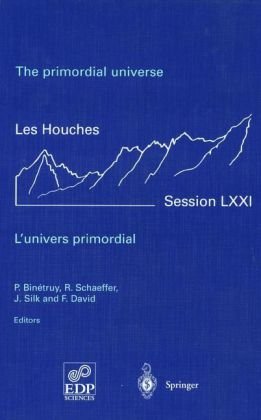 The primordial universe
Les Houches
Session LXXI
L'univers primordial
P. Binétruy, R. Schaeffer,
J. Silk and F. David
Editors
EDP
SCIENCES
Springer